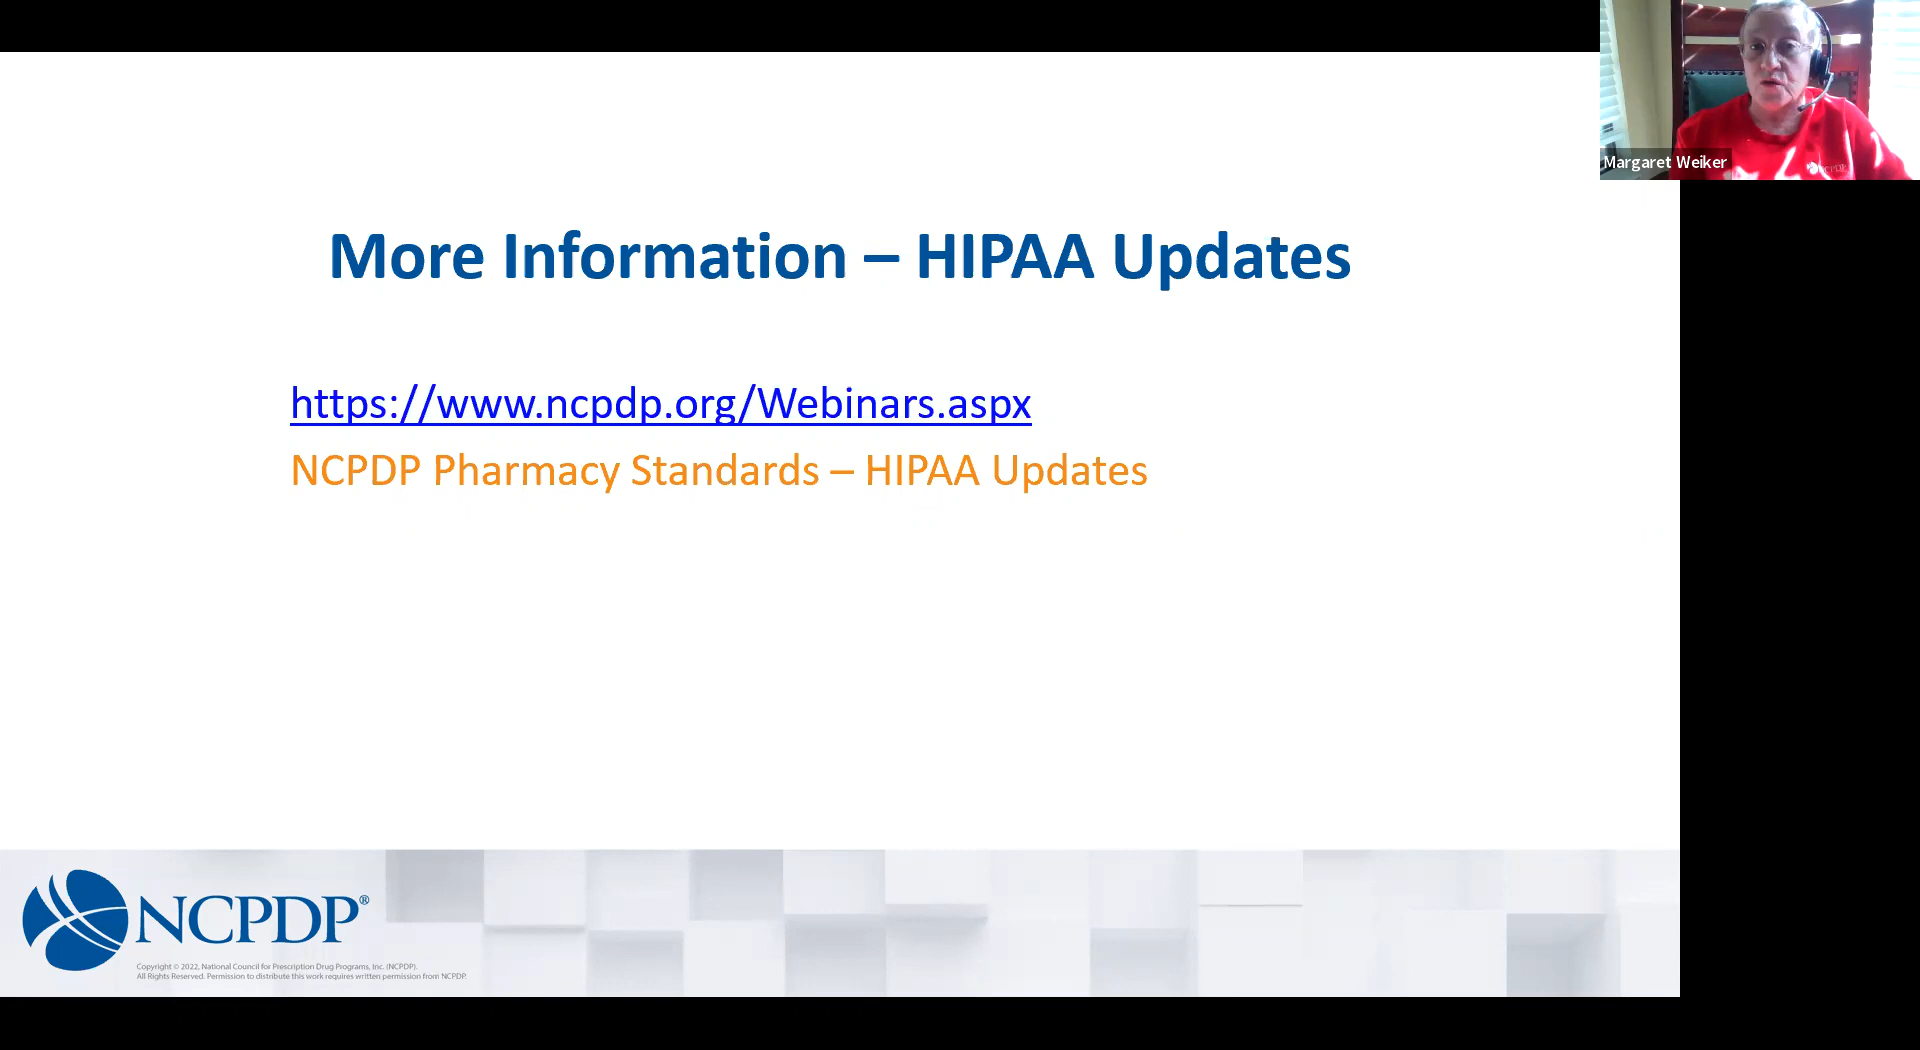 Margaret Weiker
NCPDP
More Information – HIPAA Updates
https://www.ncpdp.org/Webinars.aspx
NCPDP Pharmacy Standards – HIPAA Updates
NCPDP®
Copyright © 2022, National Council for Prescription Drug Programs, Inc. (NCPDP).
All Rights Reserved. Permission to distribute this work requires written permission from NCPDP.